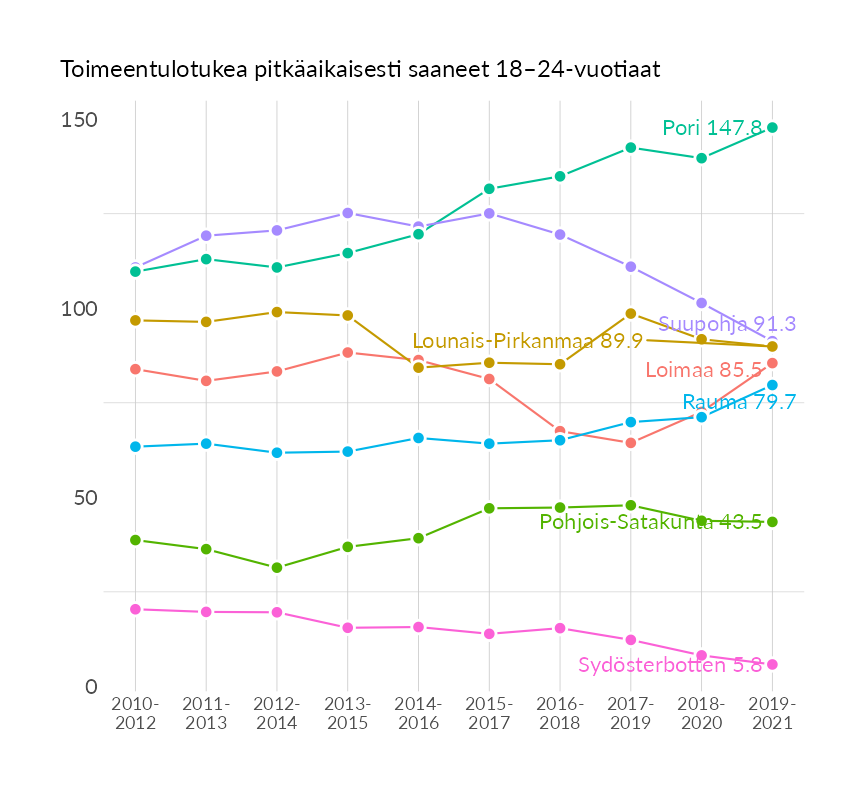 Toimeentulotukea pitkäaikaisesti saaneet 18–24-vuotiaat
150
Pori 147.8
100
Suupohja 91.3
Lounais-Pirkanmaa 89.9
Loimaa 85.5
Rauma 79.7
50
Pohjois-Satakunta 43.5
Sydösterbotten 5.8
0
2010- 2011- 2012- 2013- 2014- 2015- 2016- 2017- 2018- 2019-
2012 2013 2014 2015 2016 2017 2018 2019 2020 2021